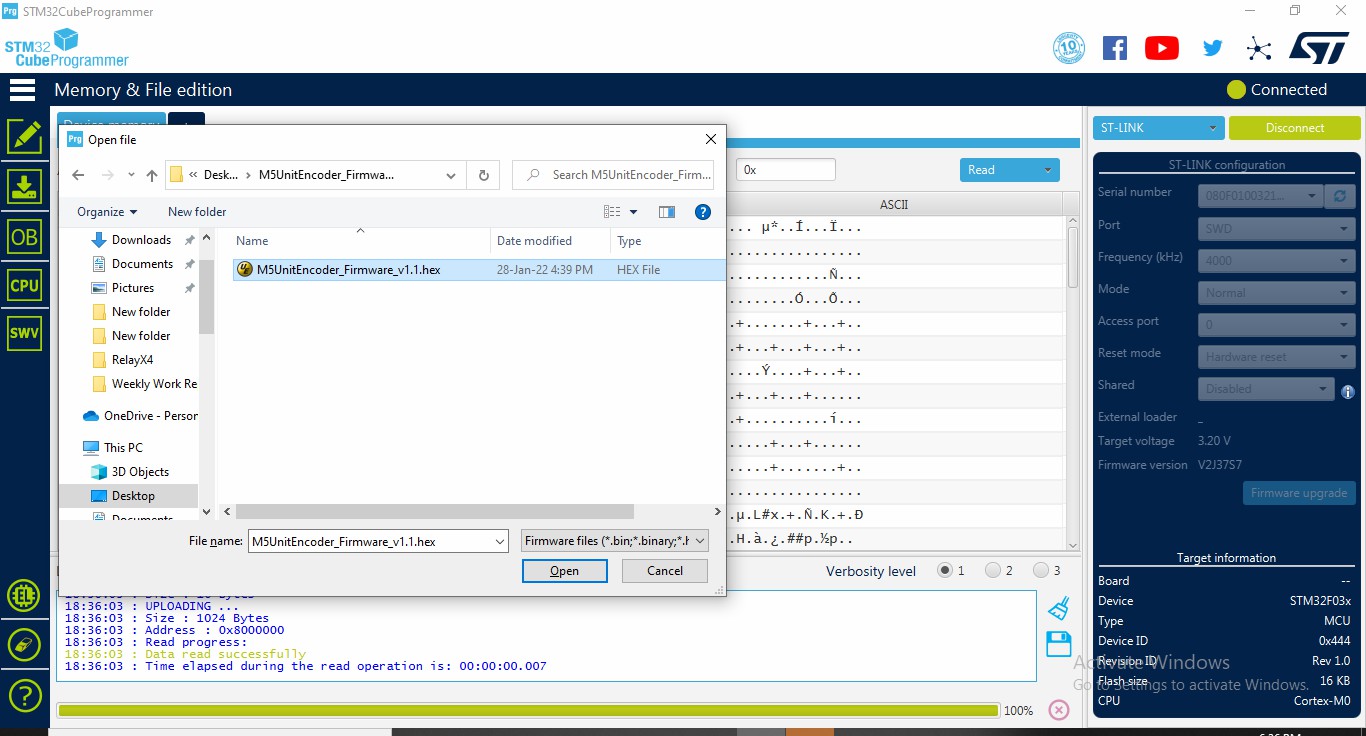 Prg STM32CubeProgrammer
STM32
CubeProgrammer
10
Memory & File edition
Connected
Device memory +
Prg Open file
« Desk... > M5UnitEncoder_Firmwa...
Search M5UnitEncoder_Firm...
Organize
New folder
Downloads
Documents
Pictures
New folder
New folder
RelayX4
Weekly Work Re
OneDrive - Person
This PC
3D Objects
Desktop
Documents
Name
Date modified
Type
M5UnitEncoder_Firmware_v1.1.hex
28-Jan-22 4:39 PM
HEX File
File name:
M5UnitEncoder_Firmware_v1.1.hex
Firmware files (*.bin;*.binary;*.h
Open
Cancel
OB
CPU
SWV
0x
Read
ASCII
... µ*..Í...Ï...
................
.............Ñ...
.........Ó...Õ...
.+.......+...+..
.+...+...+...+..
....Ý....+...+..
.+...+...+......
.+..........í...
.....+...+......
.....+.......+..
................
.µ.L#x.+.Ñ.K.+.Ð
.H.à.¿.##p.½p..
Verbosity level
1
2
3
18:36:03 : UPLOADING ...
18:36:03 : Size : 1024 Bytes
18:36:03 : Address : 0x8000000
18:36:03 : Read progress:
18:36:03 : Data read successfully
18:36:03 : Time elapsed during the read operation is: 00:00:00.007
100%
ST-LINK
Disconnect
ST-LINK configuration
Serial number
080F0100321...
Port
SWD
Frequency (kHz)
4000
Mode
Normal
Access port
0
Reset mode
Hardware reset
Shared
Disabled
External loader _
Target voltage 3.20 V
Firmware version V2J37S7
Firmware upgrade
Target information
Board --
Device STM32F03x
Type MCU
Device ID 0x444
Revision ID Rev 1.0
Flash size 16 KB
CPU Cortex-M0
Activate Windows
Go to Settings to activate Windows.